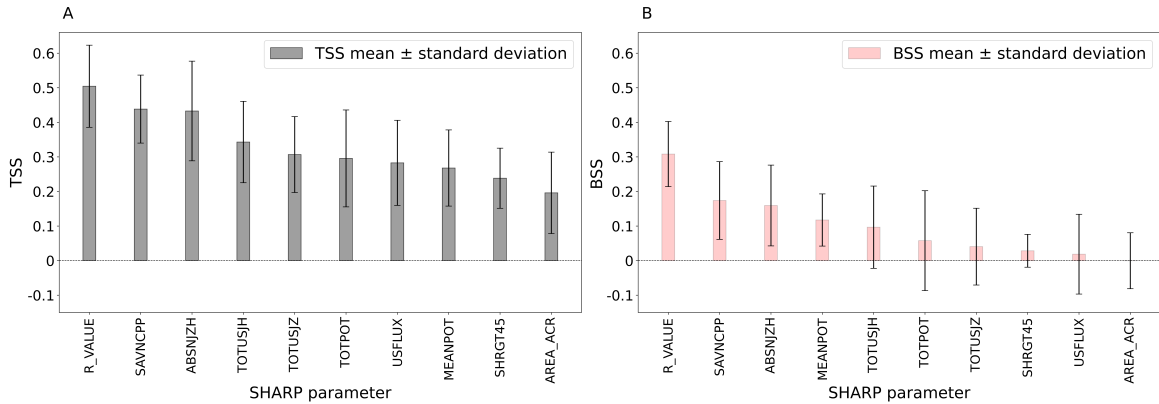 A
TSS mean ± standard deviation
TSS
0.6
0.5
0.4
0.3
0.2
0.1
0
-0.1
R_VALUE
SAVNCPP
ABSNJZH
TOTUSJH
TOTUSJZ
TOTPOT
USFLUX
MEANPOT
SHRGT45
AREA_ACR
SHARP parameter
B
BSS mean ± standard deviation
BSS
0.6
0.5
0.4
0.3
0.2
0.1
0
-0.1
R_VALUE
SAVNCPP
ABSNJZH
MEANPOT
TOTUSJH
TOTPOT
TOTUSJZ
SHRGT45
USFLUX
AREA_ACR
SHARP parameter